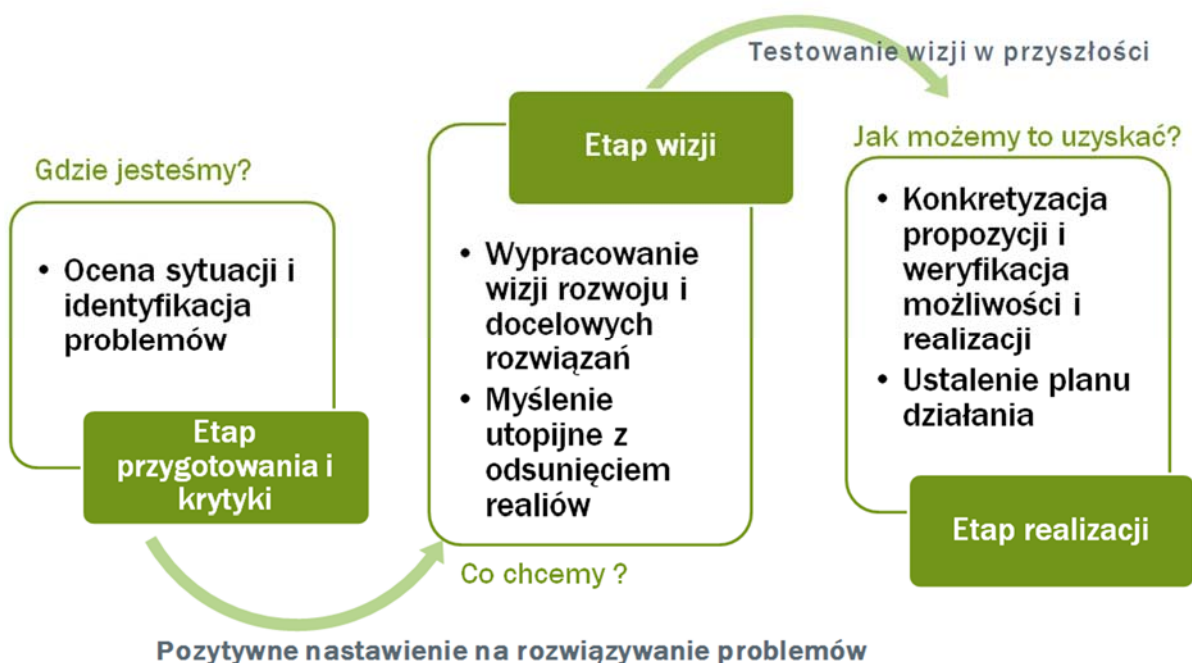 Gdzie jesteśmy?
• Ocena sytuacji i
identyfikacja
problemów
Etap
przygotowania i
krytyki
Pozytywne nastawienie na rozwiązywanie problemów
Etap wizji
• Wypracowanie
wizji rozwoju i
docelowych
rozwiązań
• Myślenie
utopijne z
odsunięciem
realiów
Co chcemy ?
Testowanie wizji w przyszłości
Jak możemy to uzyskać?
• Konkretyzacja
propozycji i
weryfikacja
możliwości i
realizacji
• Ustalenie planu
działania
Etap realizacji